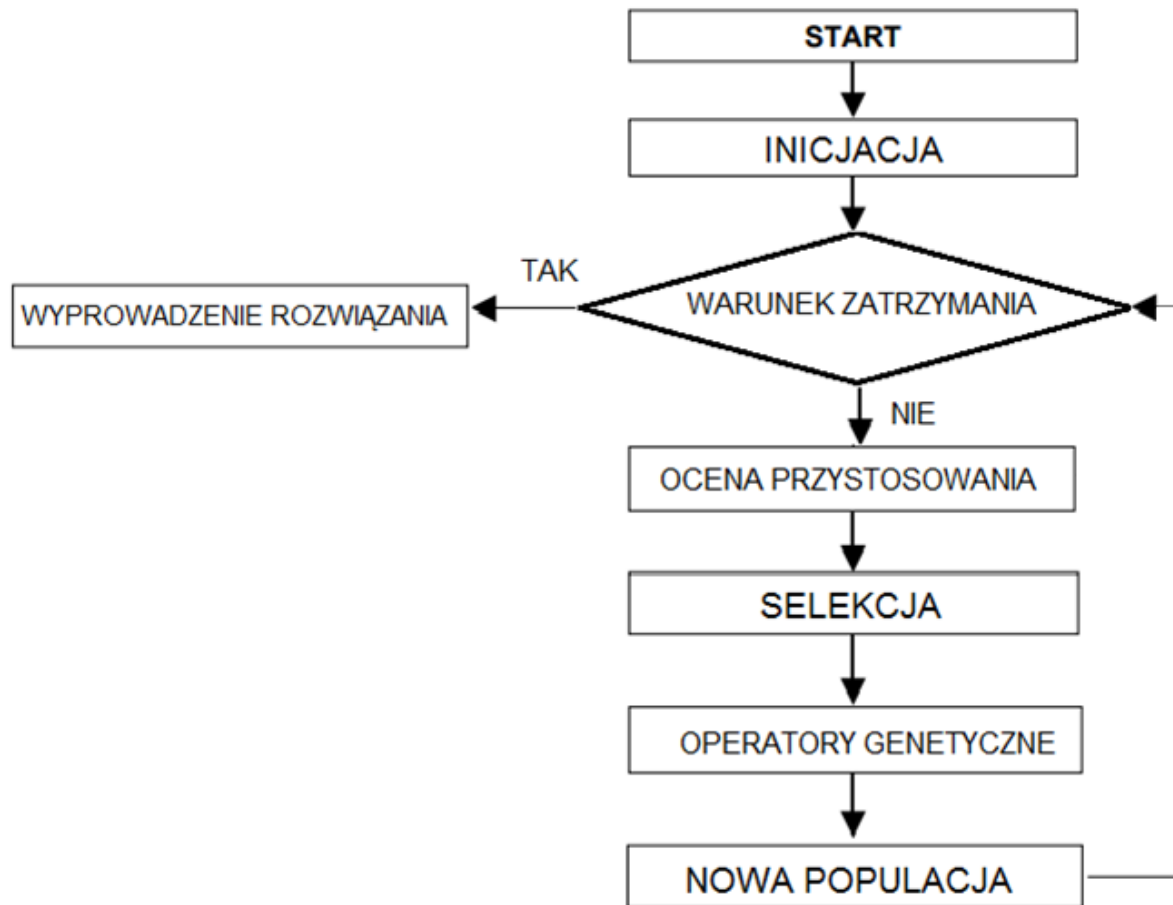 START
INICJACJA
TAK
WARUNEK ZATRZYMANIA
WYPROWADZENIE ROZWIĄZANIA
NIE
OCENA PRZYSTOSOWANIA
SELEKCJA
OPERATORY GENETYCZNE
NOWA POPULACJA